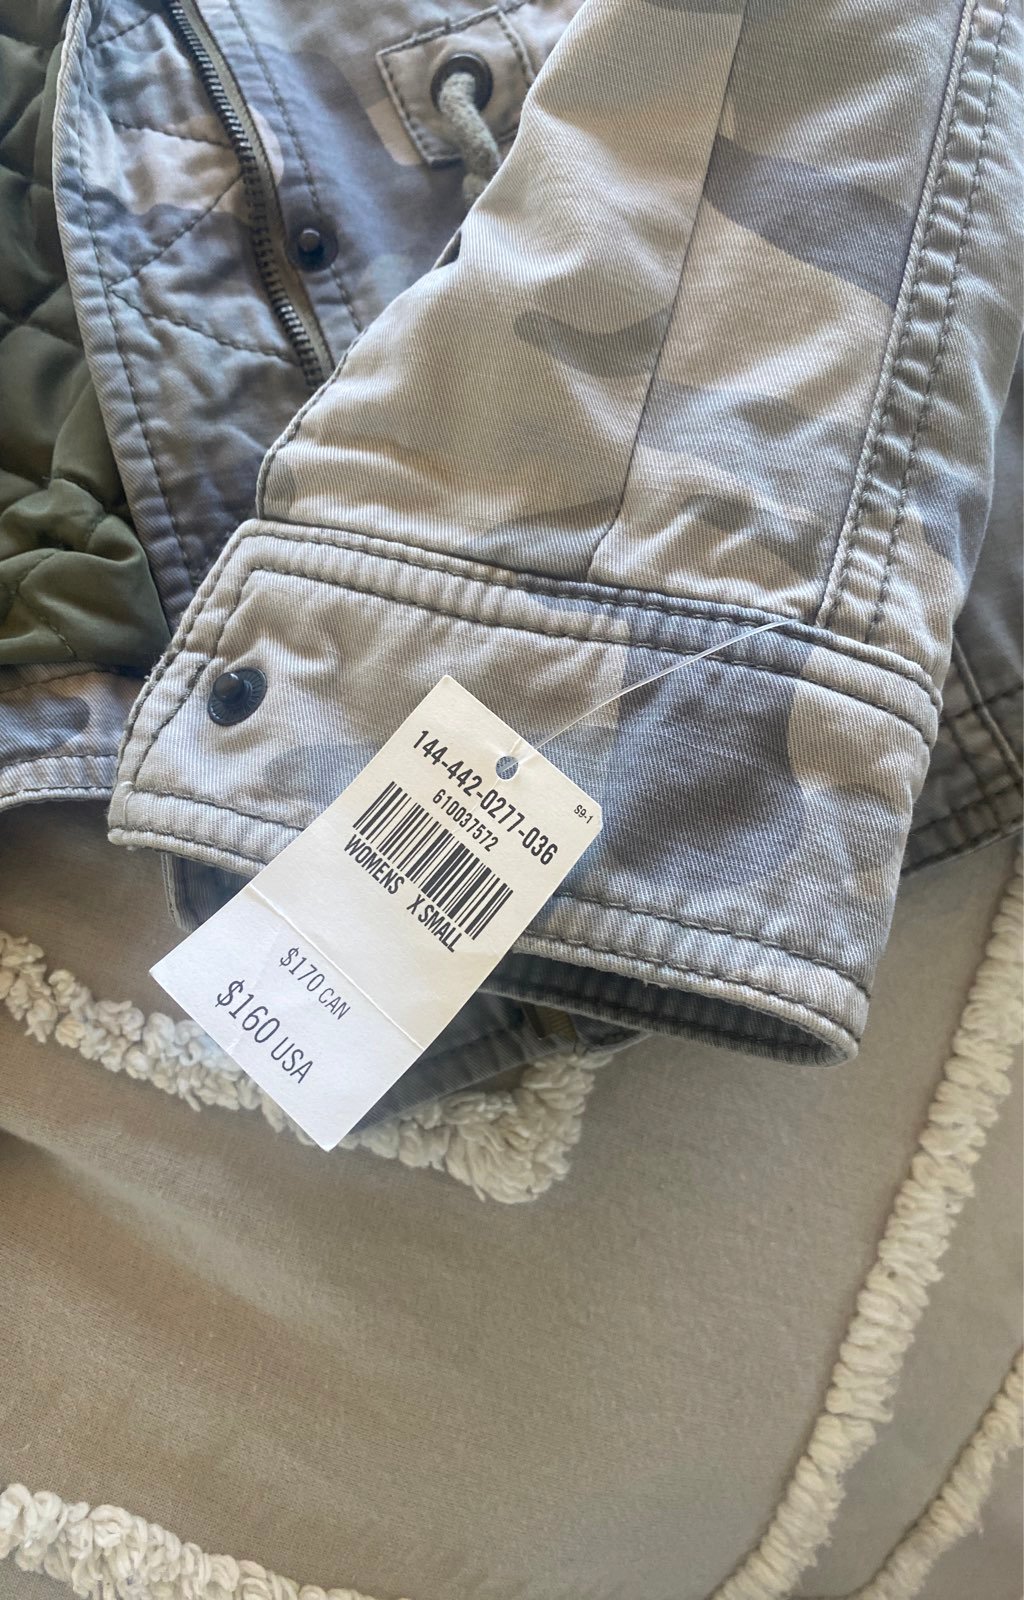 144-442-0277-036
S9-1
610037572
WOMENS X SMALL
$170 CAN
$160 USA